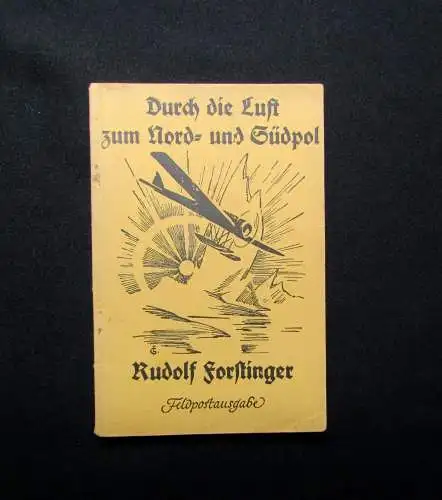 Durch die Luft
zum Nord- und Südpol
Rudolf Forstinger
Feldpostausgabe